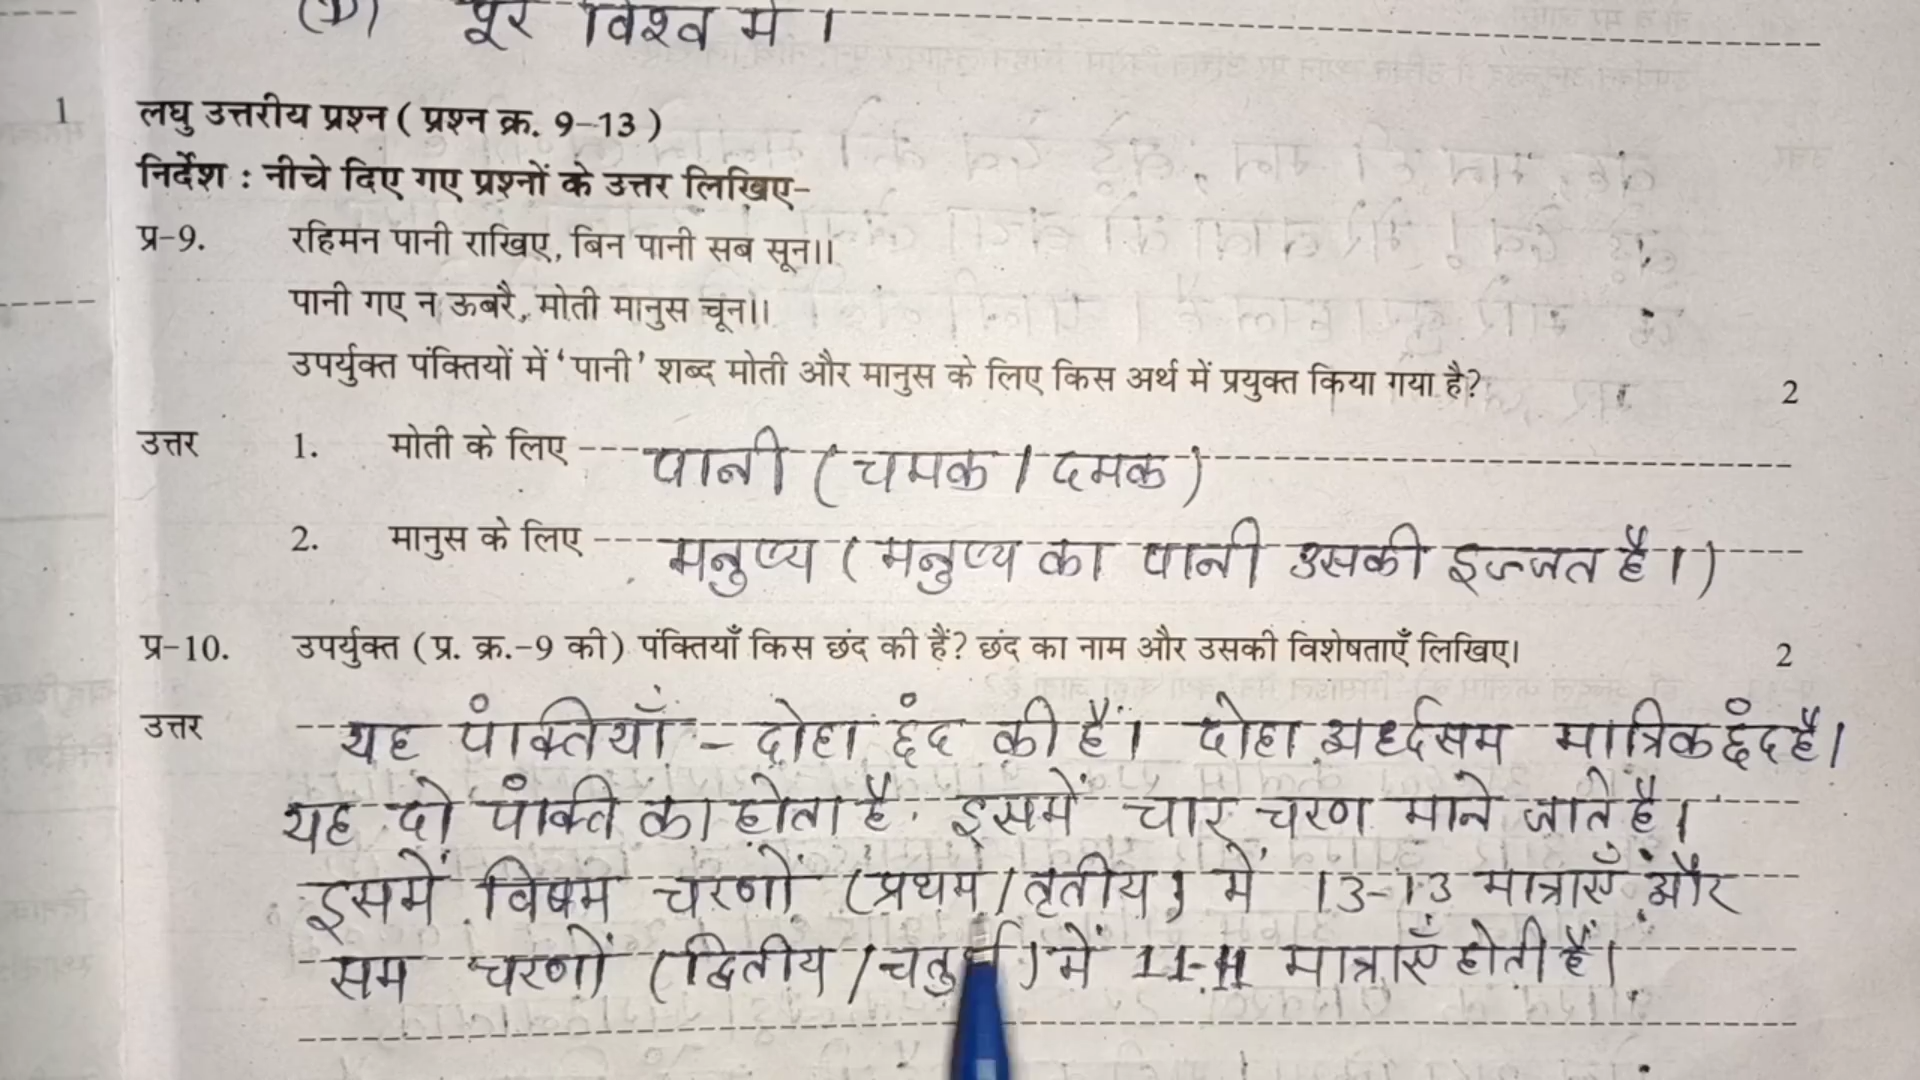 (D) पूरे विश्व में।
1 लघु उत्तरीय प्रश्न ( प्रश्न क्र. 9-13 )
निर्देश : नीचे दिए गए प्रश्नों के उत्तर लिखिए-
प्र-9. रहिमन पानी राखिए, बिन पानी सब सून।।
पानी गए न ऊबरै, मोती मानुस चून।।
उपर्युक्त पंक्तियों में 'पानी' शब्द मोती और मानुस के लिए किस अर्थ में प्रयुक्त किया गया है? 2
उत्तर 1. मोती के लिए पानी (चमक / दमक)
2. मानुस के लिए मनुष्य (मनुष्य का पानी उसकी इज्जत है।)
प्र-10. उपर्युक्त ( प्र. क्र.-9 की ) पंक्तियाँ किस छंद की हैं? छंद का नाम और उसकी विशेषताएँ लिखिए। 2
उत्तर यह पंक्तियाँ - दोहा छंद की हैं। दोहा अर्ध्दसम मात्रिक छंद है।
यह दो पंक्ति का होता है. इसमें चार चरण माने जाते है।
इसमें विषम चरणों (प्रथम / तृतीय) में 13-13 मात्राएँ और
सम चरणों (द्वितीय / चतुर्थ) में 11-11 मात्राएँ होती हैं।